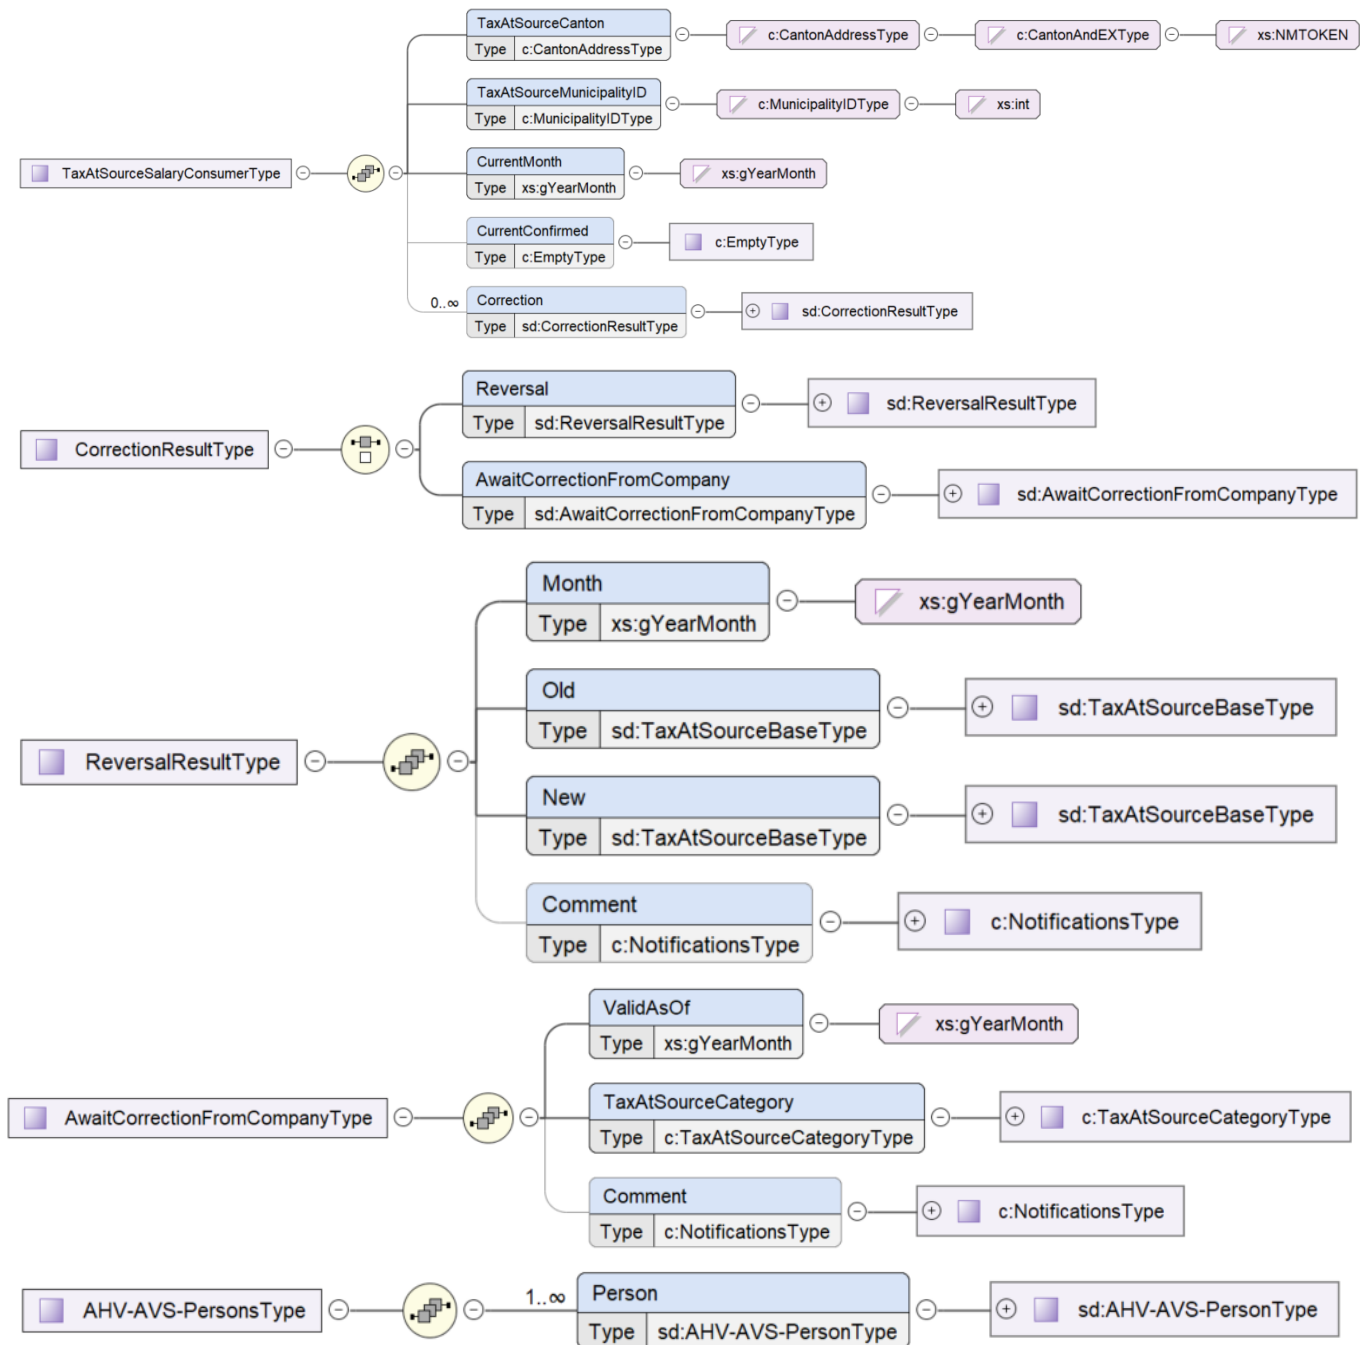 TaxAtSourceCanton
Type c:CantonAddressType
c:CantonAddressType
c:CantonAndEXType
xs:NMTOKEN
TaxAtSourceMunicipalityID
Type c:MunicipalityIDType
c:MunicipalityIDType
xs:int
TaxAtSourceSalaryConsumerType
CurrentMonth
Type xs:gYearMonth
xs:gYearMonth
CurrentConfirmed
Type c:EmptyType
c:EmptyType
0..∞
Correction
Type sd:CorrectionResultType
sd:CorrectionResultType
CorrectionResultType
Reversal
Type sd:ReversalResultType
sd:ReversalResultType
AwaitCorrectionFromCompany
Type sd:AwaitCorrectionFromCompanyType
sd:AwaitCorrectionFromCompanyType
ReversalResultType
Month
Type xs:gYearMonth
xs:gYearMonth
Old
Type sd:TaxAtSourceBaseType
sd:TaxAtSourceBaseType
New
Type sd:TaxAtSourceBaseType
sd:TaxAtSourceBaseType
Comment
Type c:NotificationsType
c:NotificationsType
AwaitCorrectionFromCompanyType
ValidAsOf
Type xs:gYearMonth
xs:gYearMonth
TaxAtSourceCategory
Type c:TaxAtSourceCategoryType
c:TaxAtSourceCategoryType
Comment
Type c:NotificationsType
c:NotificationsType
AHV-AVS-PersonsType
1..∞
Person
Type sd:AHV-AVS-PersonType
sd:AHV-AVS-PersonType